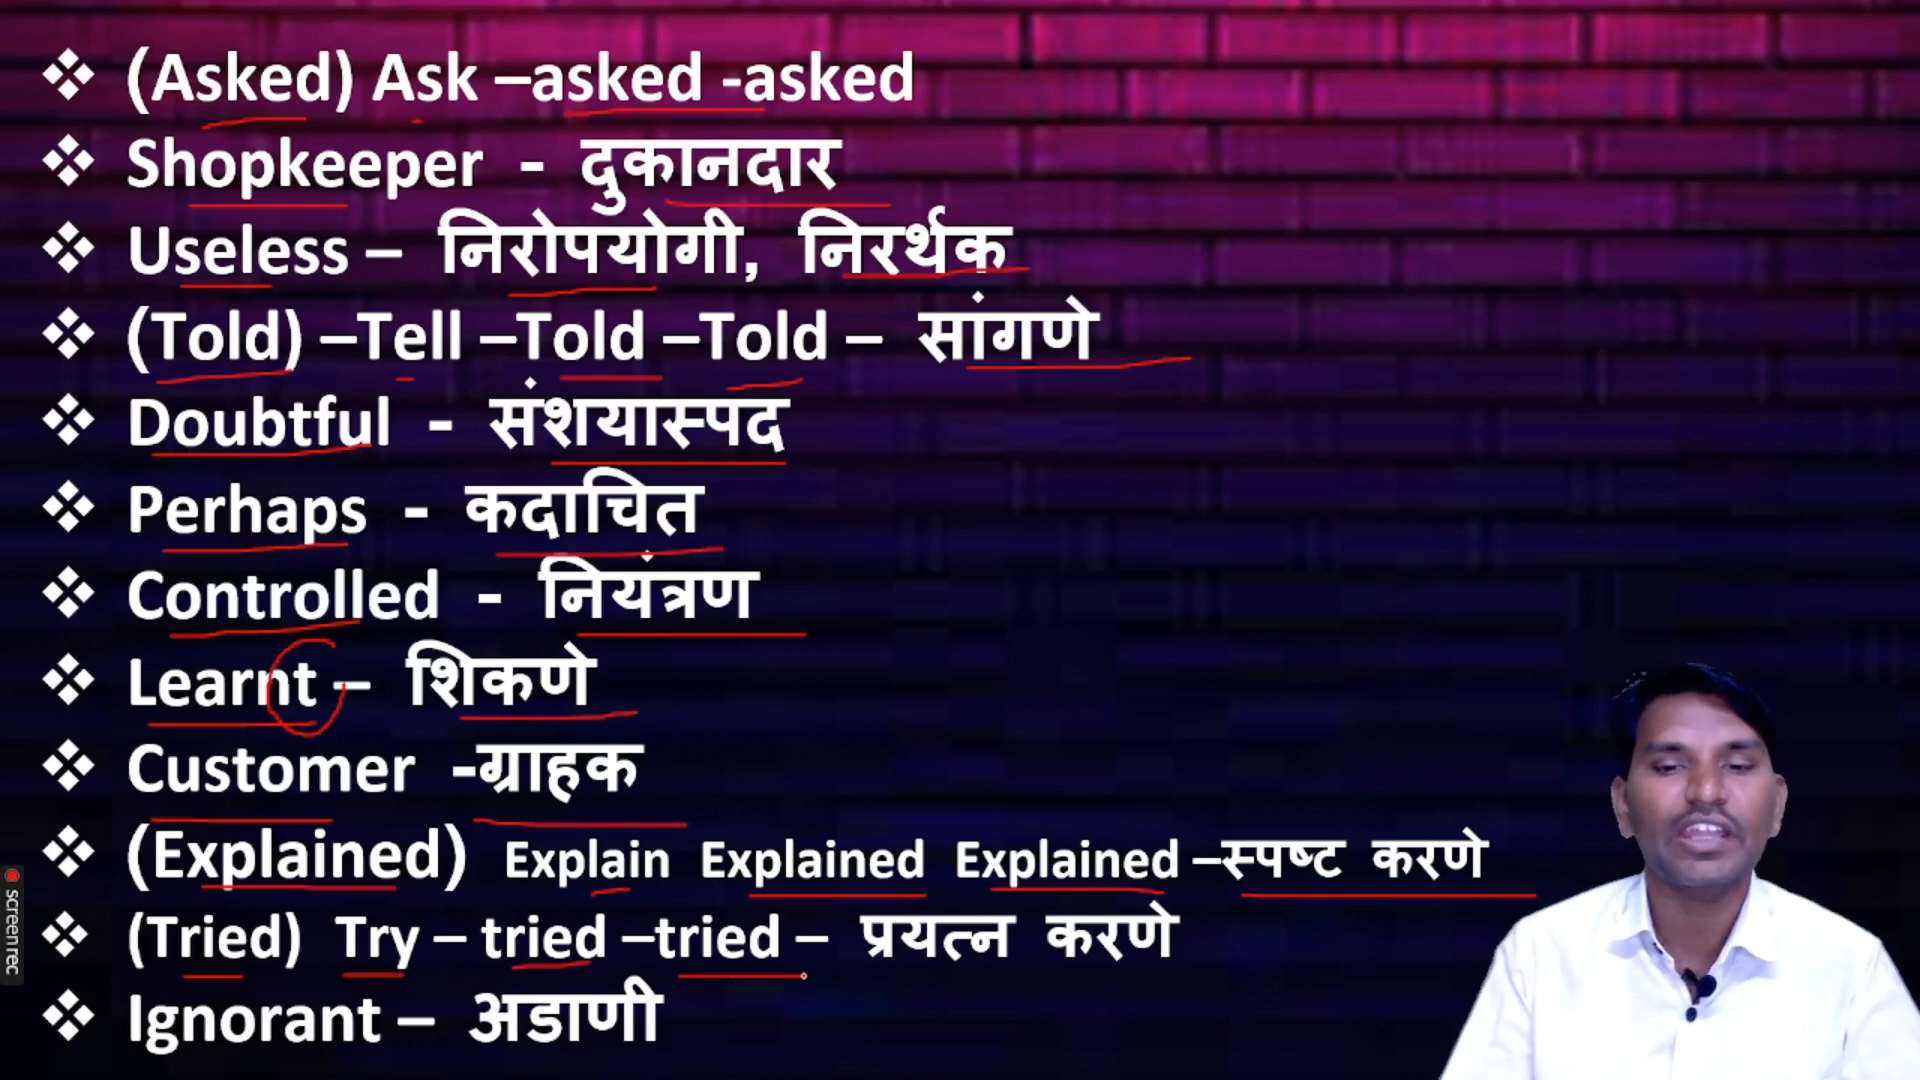 (Asked) Ask –asked -asked
Shopkeeper - दुकानदार
Useless – निरोपयोगी, निरर्थक
(Told) –Tell –Told –Told – सांगणे
Doubtful - संशयास्पद
Perhaps - कदाचित
Controlled - नियंत्रण
Learnt – शिकणे
Customer -ग्राहक
(Explained) Explain Explained Explained –स्पष्ट करणे
(Tried) Try – tried –tried – प्रयत्न करणे
Ignorant – अडाणी
screenrec